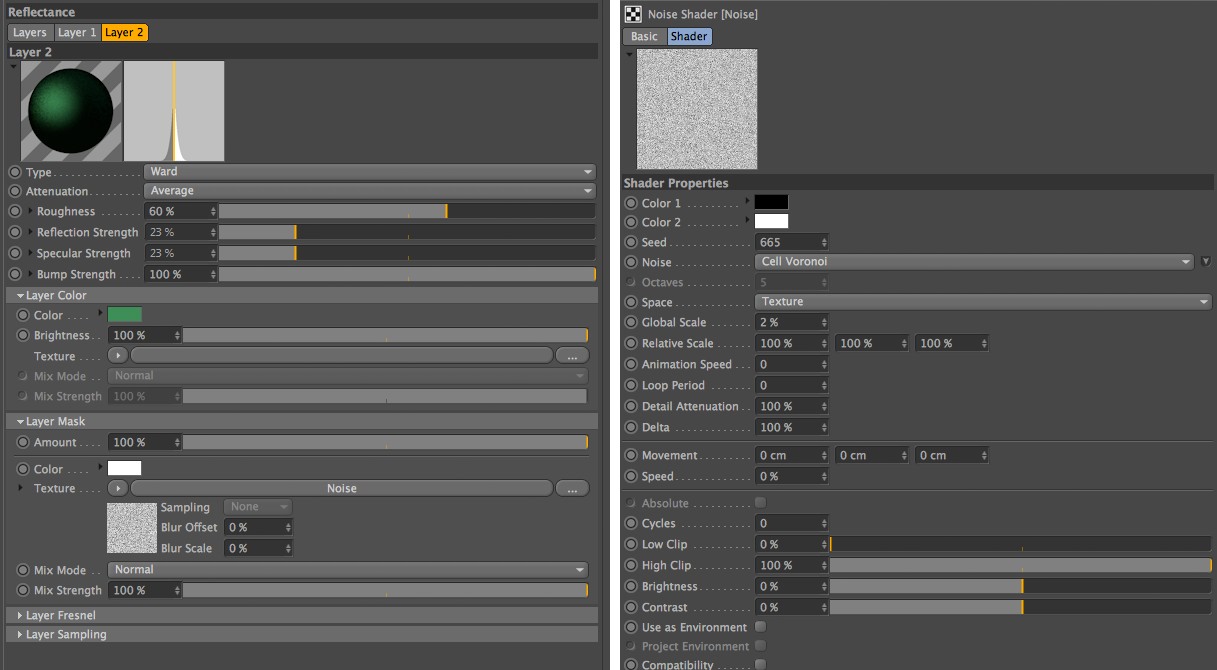 Reflectance
Layers Layer 1 Layer 2
Layer 2
Type Ward
Attenuation Average
Roughness 60 %
Reflection Strength 23 %
Specular Strength 23 %
Bump Strength 100 %
Layer Color
Color
Brightness 100 %
Texture ...
Mix Mode Normal
Mix Strength 100 %
Layer Mask
Amount 100 %
Color
Texture Noise ...
Sampling None
Blur Offset 0 %
Blur Scale 0 %
Mix Mode Normal
Mix Strength 100 %
Layer Fresnel
Layer Sampling
Noise Shader [Noise]
Basic Shader
Shader Properties
Color 1
Color 2
Seed 665
Noise Cell Voronoi
Octaves 5
Space Texture
Global Scale 2 %
Relative Scale 100 % 100 % 100 %
Animation Speed 0
Loop Period 0
Detail Attenuation 100 %
Delta 100 %
Movement 0 cm 0 cm 0 cm
Speed 0 %
Absolute
Cycles 0
Low Clip 0 %
High Clip 100 %
Brightness 0 %
Contrast 0 %
Use as Environment
Project Environment
Compatibility